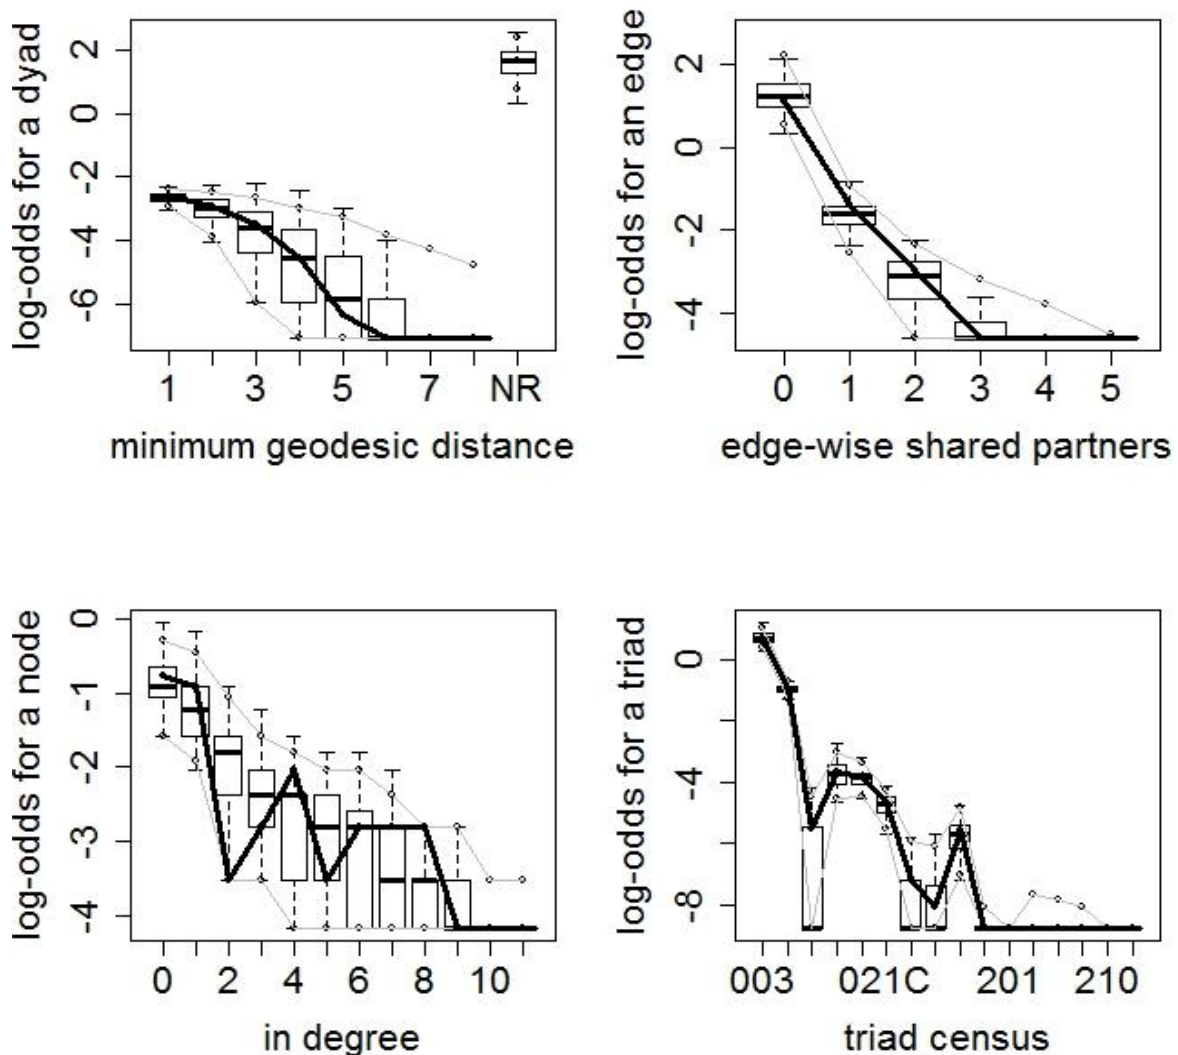 log-odds for a dyad
2
0
-2
-4
-6
1 3 5 7 NR
minimum geodesic distance
log-odds for an edge
2
0
-2
-4
0 1 2 3 4 5
edge-wise shared partners
log-odds for a node
0
-1
-2
-3
-4
0 2 4 6 8 10
in degree
log-odds for a triad
0
-4
-8
003 021C 201 210
triad census